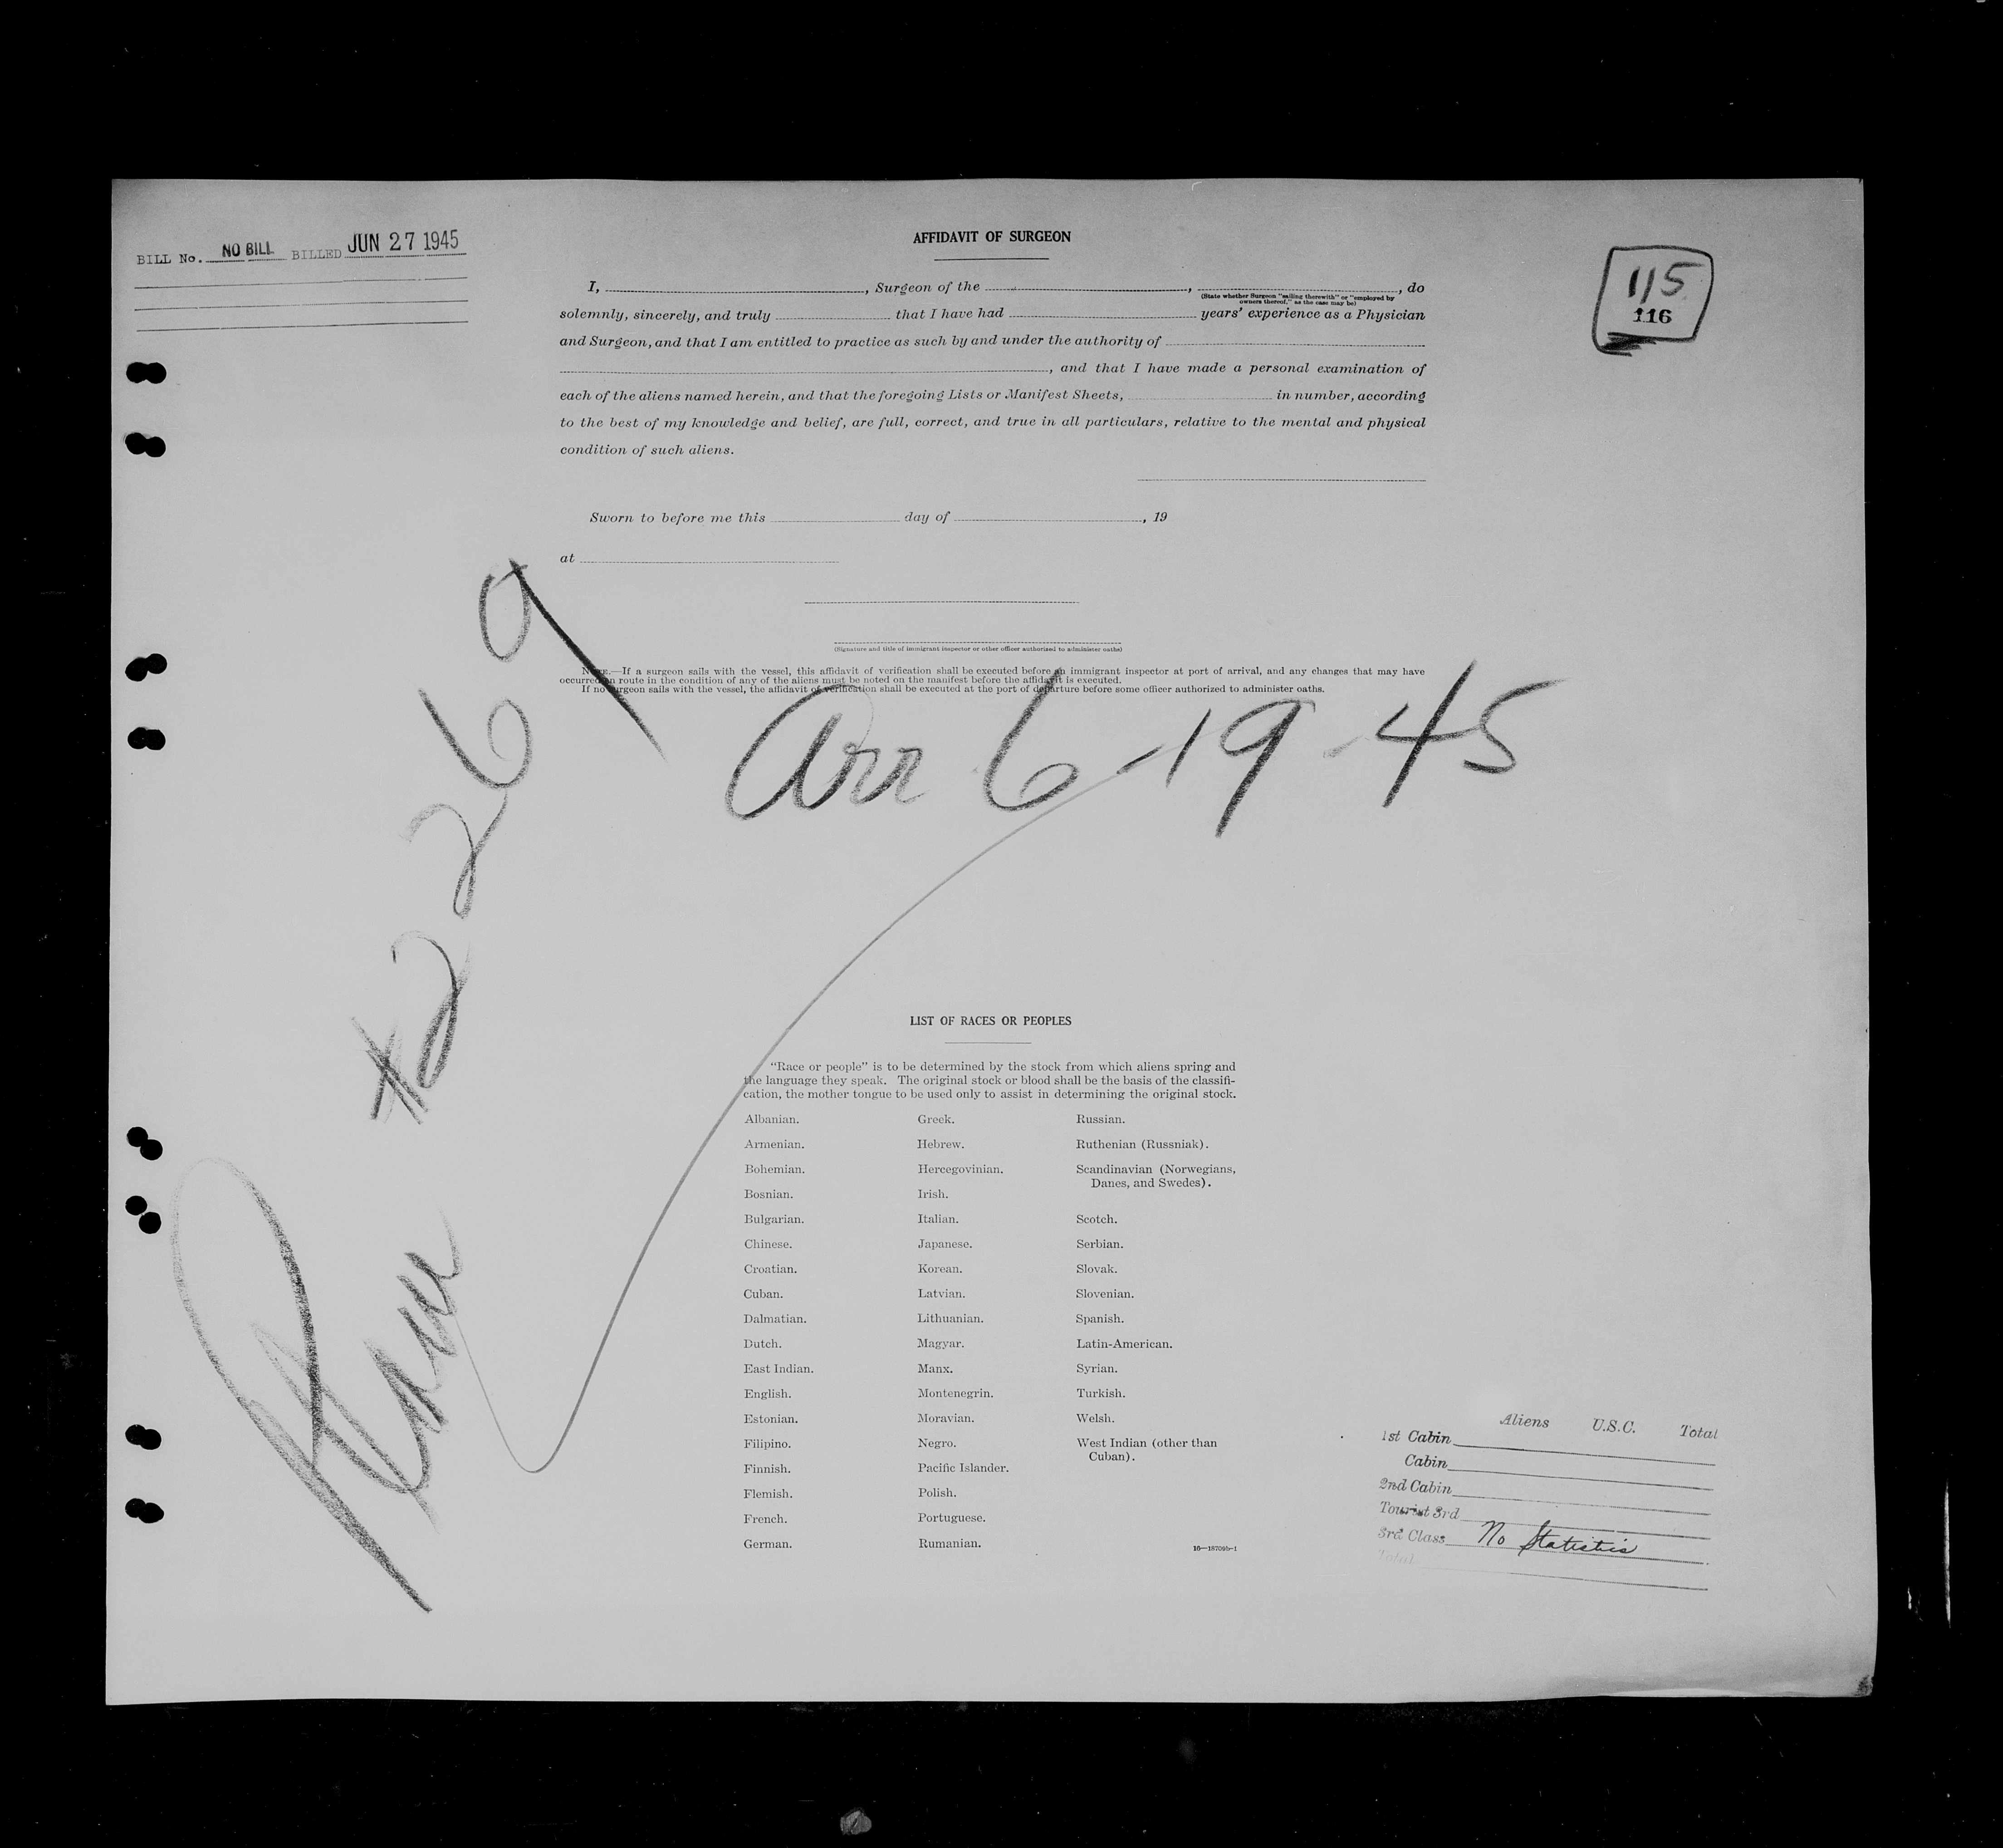 BILL No. NO BILL BILLED JUN 27 1945
115
116
AFFIDAVIT OF SURGEON
I, , Surgeon of the , , do
(State whether Surgeon "sailing therewith" or "employed by
owners thereof," as the case may be)
solemnly, sincerely, and truly that I have had years' experience as a Physician
and Surgeon, and that I am entitled to practice as such by and under the authority of
, and that I have made a personal examination of
each of the aliens named herein, and that the foregoing Lists or Manifest Sheets, in number, according
to the best of my knowledge and belief, are full, correct, and true in all particulars, relative to the mental and physical
condition of such aliens.
Sworn to before me this day of , 19
at
(Signature and title of immigrant inspector or other officer authorized to administer oaths)
NOTE.—If a surgeon sails with the vessel, this affidavit of verification shall be executed before an immigrant inspector at port of arrival, and any changes that may have
occurred en route in the condition of any of the aliens must be noted on the manifest before the affidavit is executed.
If no surgeon sails with the vessel, the affidavit of verification shall be executed at the port of departure before some officer authorized to administer oaths.
#2269
Arr 6-19-45
LIST OF RACES OR PEOPLES
"Race or people" is to be determined by the stock from which aliens spring and
the language they speak. The original stock or blood shall be the basis of the classifi-
cation, the mother tongue to be used only to assist in determining the original stock.
Albanian.
Armenian.
Bohemian.
Bosnian.
Bulgarian.
Chinese.
Croatian.
Cuban.
Dalmatian.
Dutch.
East Indian.
English.
Estonian.
Filipino.
Finnish.
Flemish.
French.
German.
Greek.
Hebrew.
Hercegovinian.
Irish.
Italian.
Japanese.
Korean.
Latvian.
Lithuanian.
Magyar.
Manx.
Montenegrin.
Moravian.
Negro.
Pacific Islander.
Polish.
Portuguese.
Rumanian.
Russian.
Ruthenian (Russniak).
Scandinavian (Norwegians,
Danes, and Swedes).
Scotch.
Serbian.
Slovak.
Slovenian.
Spanish.
Latin-American.
Syrian.
Turkish.
Welsh.
West Indian (other than
Cuban).
Aliens U.S.C. Total
1st Cabin
Cabin
2nd Cabin
Tourist 3rd
3rd Class No Statistics
Total